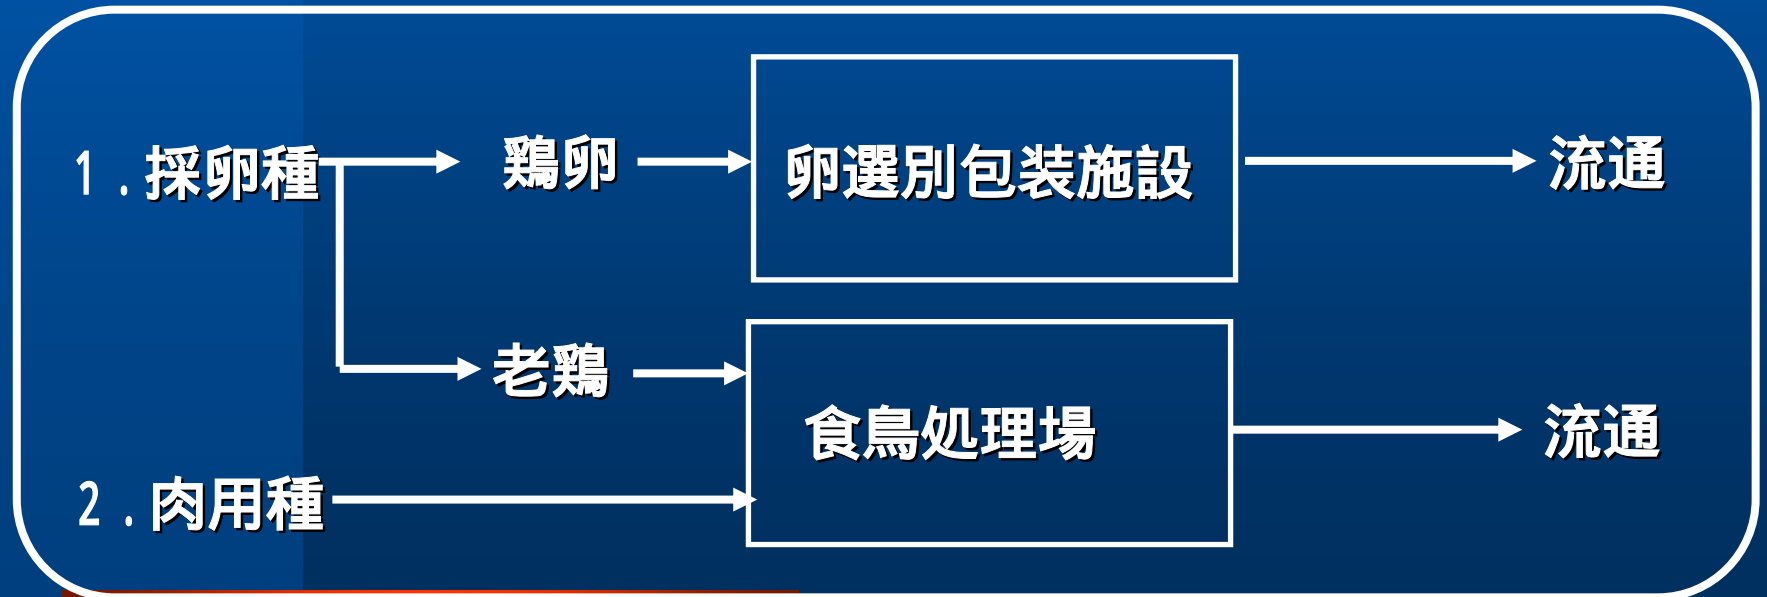 1．採卵種
鶏卵
卵選別包装施設
流通
老鶏
食鳥処理場
流通
2．肉用種